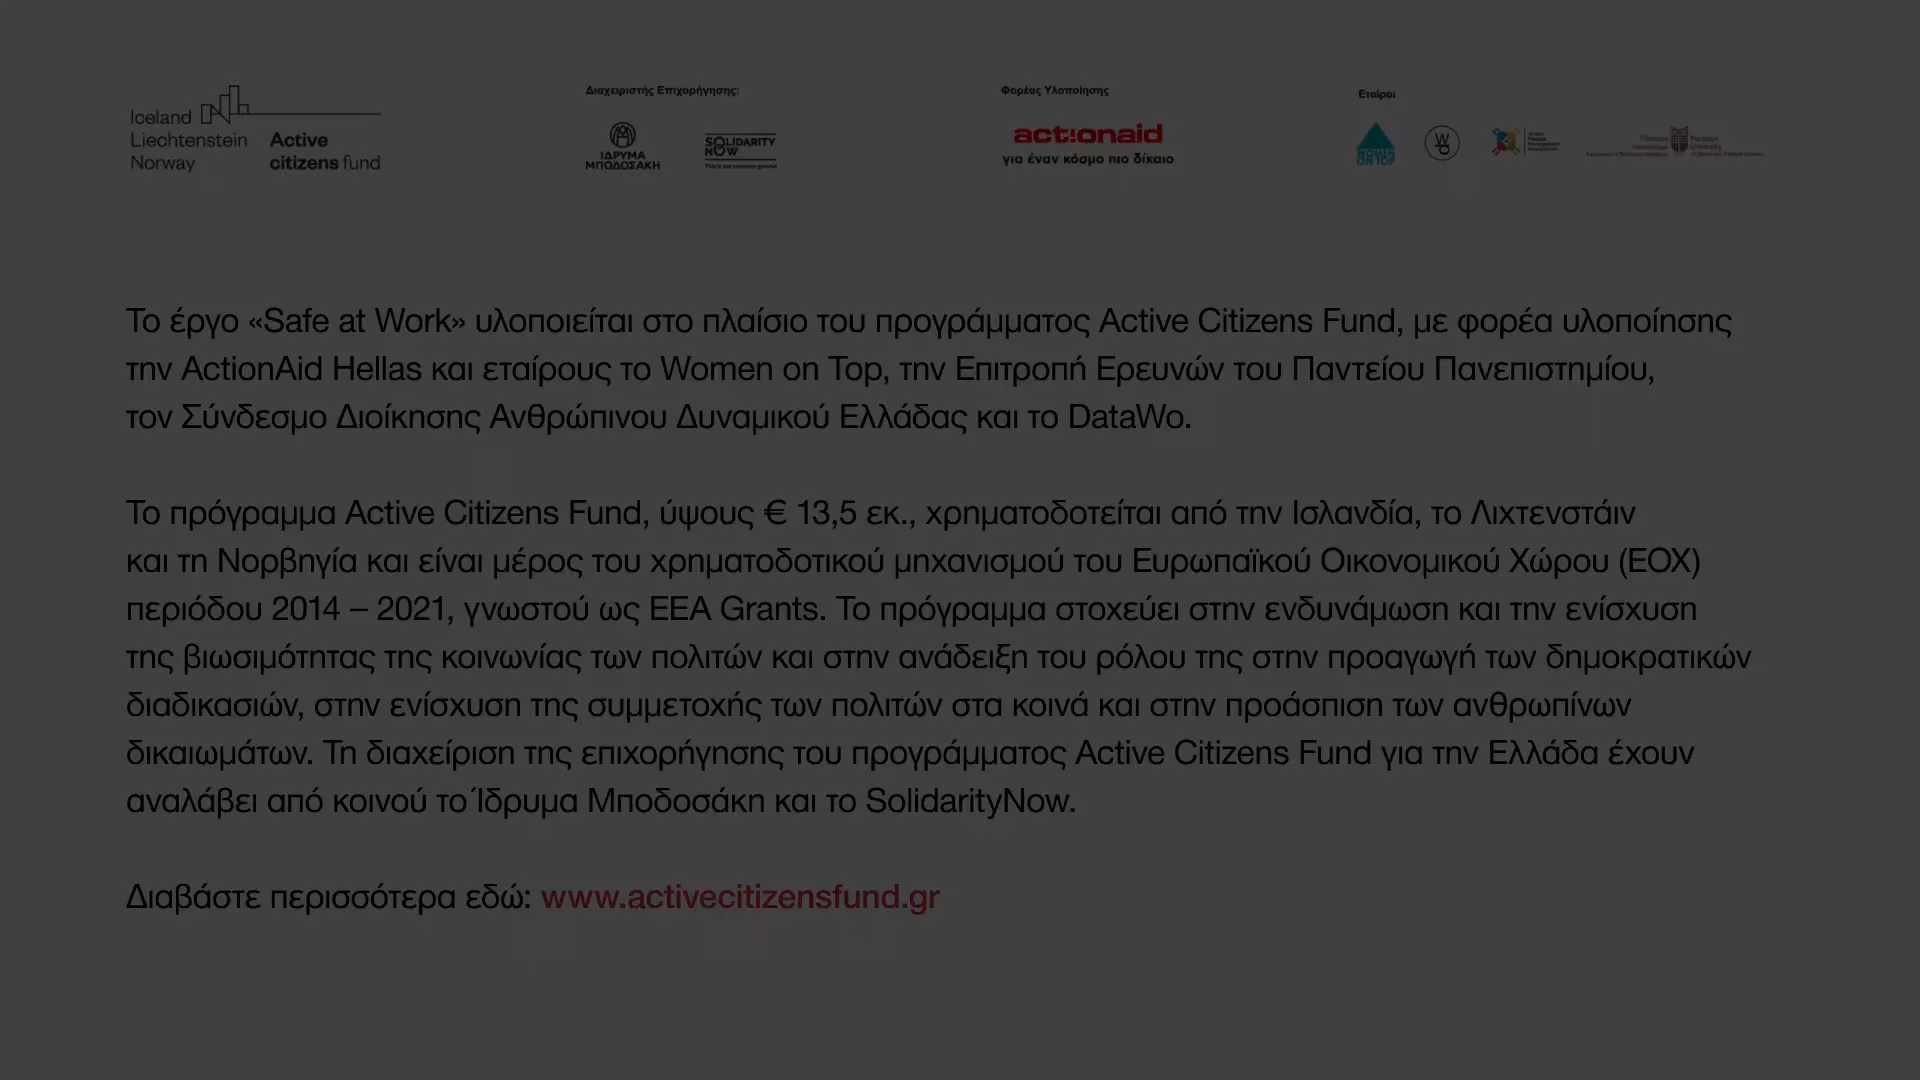 Iceland
Liechtenstein
Norway
Active
citizens fund
Διαχειριστής Επιχορήγησης:
ΙΔΡΥΜΑ
ΜΠΟΔΟΣΑΚΗ
SOLIDARITY
NOW
Φορέας Υλοποίησης
act!onaid
για έναν κόσμο πιο δίκαιο
Εταίροι
WOMEN
ON TOP
Το έργο «Safe at Work» υλοποιείται στο πλαίσιο του προγράμματος Active Citizens Fund, με φορέα υλοποίησης
την ActionAid Hellas και εταίρους το Women on Top, την Επιτροπή Ερευνών του Παντείου Πανεπιστημίου,
τον Σύνδεσμο Διοίκησης Ανθρώπινου Δυναμικού Ελλάδας και το DataWo.
Το πρόγραμμα Active Citizens Fund, ύψους € 13,5 εκ., χρηματοδοτείται από την Ισλανδία, το Λιχτενστάιν
και τη Νορβηγία και είναι μέρος του χρηματοδοτικού μηχανισμού του Ευρωπαϊκού Οικονομικού Χώρου (ΕΟΧ)
περιόδου 2014 – 2021, γνωστού ως EEA Grants. Το πρόγραμμα στοχεύει στην ενδυνάμωση και την ενίσχυση
της βιωσιμότητας της κοινωνίας των πολιτών και στην ανάδειξη του ρόλου της στην προαγωγή των δημοκρατικών
διαδικασιών, στην ενίσχυση της συμμετοχής των πολιτών στα κοινά και στην προάσπιση των ανθρωπίνων
δικαιωμάτων. Τη διαχείριση της επιχορήγησης του προγράμματος Active Citizens Fund για την Ελλάδα έχουν
αναλάβει από κοινού το Ίδρυμα Μποδοσάκη και το SolidarityNow.
Διαβάστε περισσότερα εδώ: www.activecitizensfund.gr